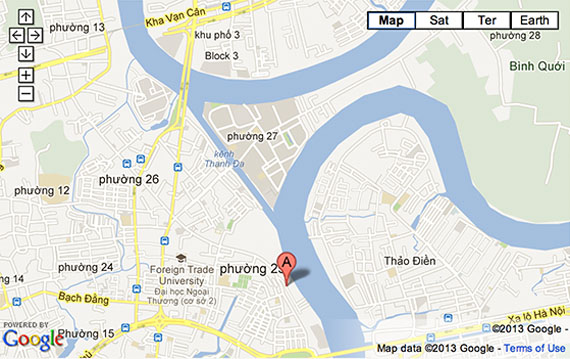 phường 13
Kha Vạn Cân
khu phố 3
Block 3
Map
Sat
Ter
Earth
phường 28
Bình Quới
phường 27
kênh
Thanh Đa
phường 26
phường 12
Thảo Điền
phường 14
phường 24
Foreign Trade
University
Đại học Ngoại
Thương (cơ sở 2)
phường 25
A
Bạch Đằng
Xa lộ Hà Nội
POWERED BY
Google
Phường 15
©2013 Google -
Map data ©2013 Google - Terms of Use